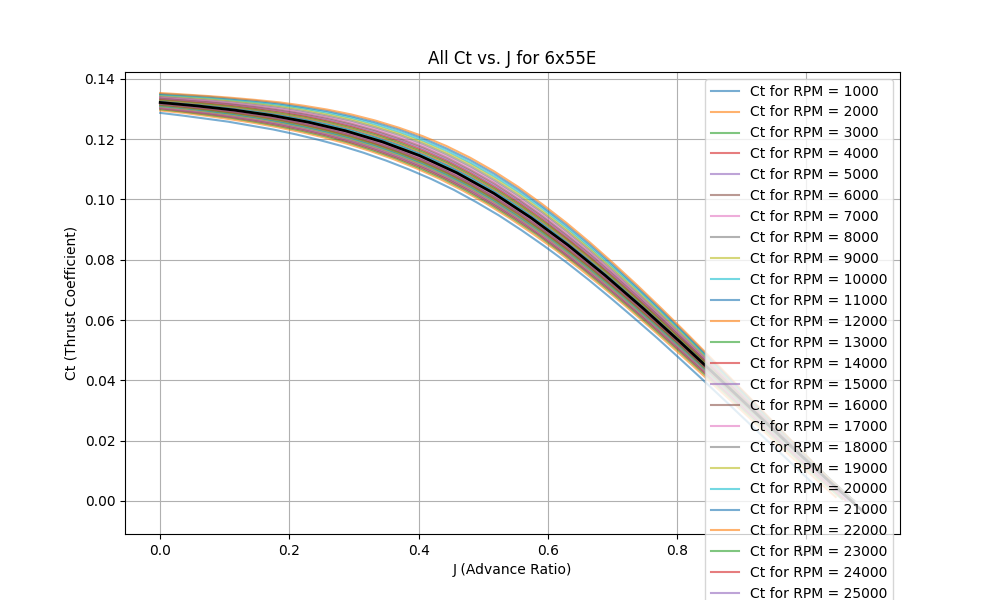 All Ct vs. J for 6x55E
Ct (Thrust Coefficient)
0.14
0.12
0.10
0.08
0.06
0.04
0.02
0.00
0.0 0.2 0.4 0.6 0.8
J (Advance Ratio)
Ct for RPM = 1000
Ct for RPM = 2000
Ct for RPM = 3000
Ct for RPM = 4000
Ct for RPM = 5000
Ct for RPM = 6000
Ct for RPM = 7000
Ct for RPM = 8000
Ct for RPM = 9000
Ct for RPM = 10000
Ct for RPM = 11000
Ct for RPM = 12000
Ct for RPM = 13000
Ct for RPM = 14000
Ct for RPM = 15000
Ct for RPM = 16000
Ct for RPM = 17000
Ct for RPM = 18000
Ct for RPM = 19000
Ct for RPM = 20000
Ct for RPM = 21000
Ct for RPM = 22000
Ct for RPM = 23000
Ct for RPM = 24000
Ct for RPM = 25000